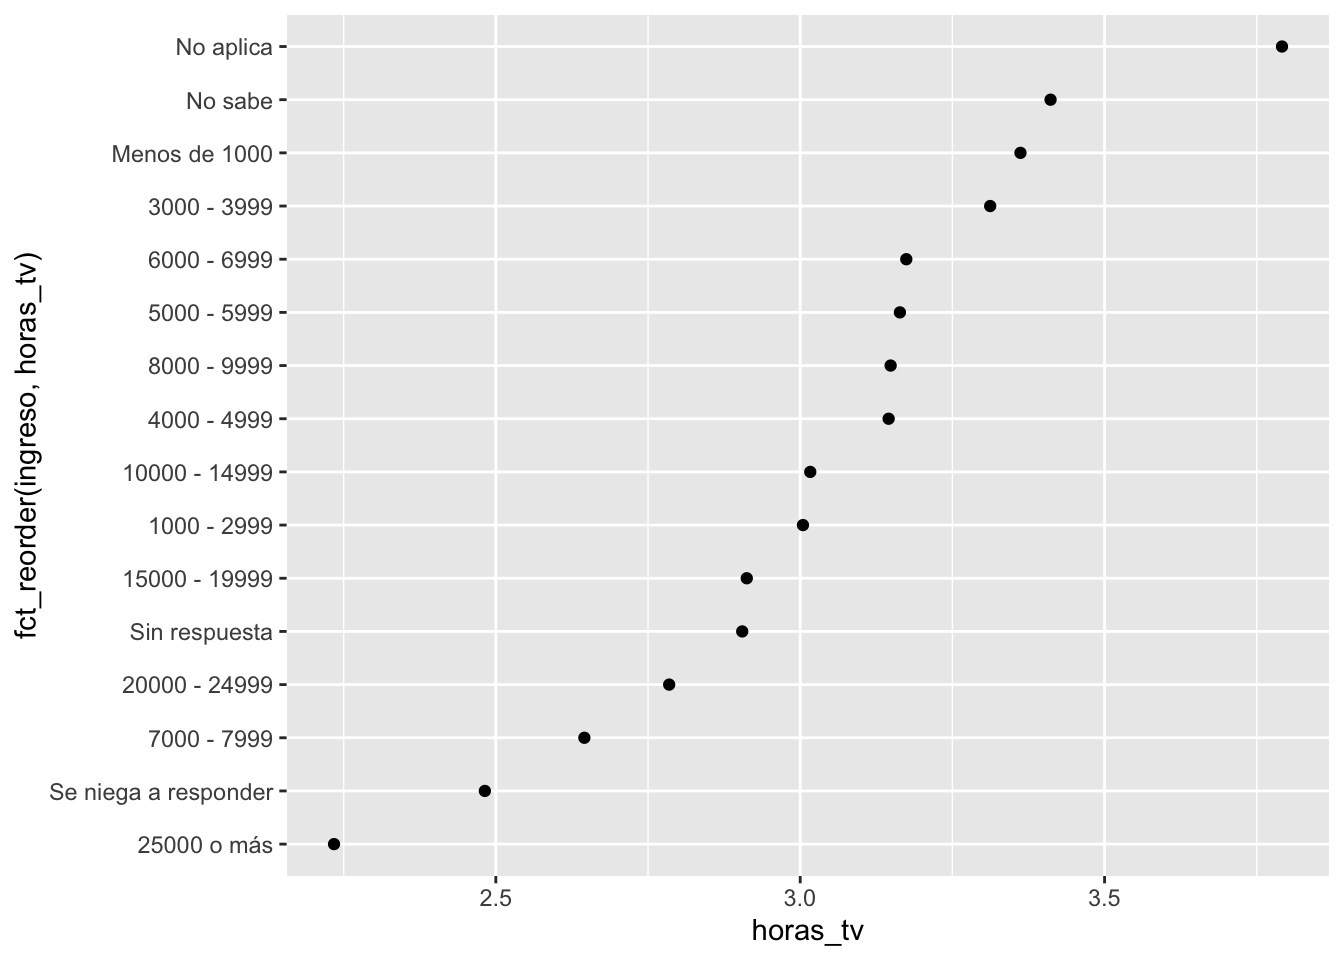 No aplica
No sabe
Menos de 1000
3000 - 3999
6000 - 6999
5000 - 5999
8000 - 9999
4000 - 4999
10000 - 14999
1000 - 2999
15000 - 19999
Sin respuesta
20000 - 24999
7000 - 7999
Se niega a responder
25000 o más
fct_reorder(ingreso, horas_tv)
2.5 3.0 3.5
horas_tv